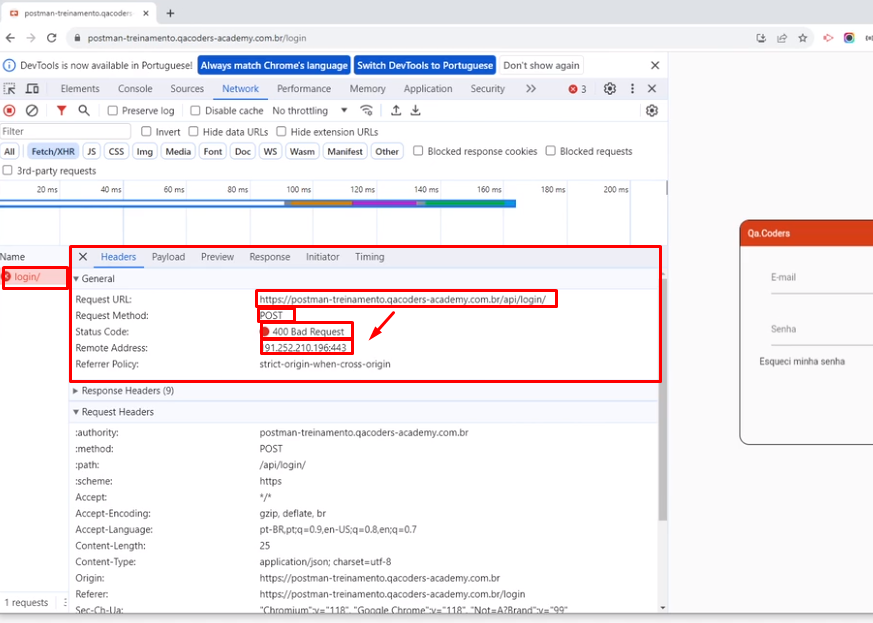 postman-treinamento.qacoders-
postman-treinamento.qacoders-academy.com.br/login
DevTools is now available in Portuguese! Always match Chrome's language Switch DevTools to Portuguese Don't show again
Elements Console Sources Network Performance Memory Application Security 3
Preserve log Disable cache No throttling
Filter Invert Hide data URLs Hide extension URLs
All Fetch/XHR JS CSS Img Media Font Doc WS Wasm Manifest Other Blocked response cookies Blocked requests
3rd-party requests
20 ms 40 ms 60 ms 80 ms 100 ms 120 ms 140 ms 160 ms 180 ms 200 ms
Name Headers Payload Preview Response Initiator Timing
login/
General
Request URL: https://postman-treinamento.qacoders-academy.com.br/api/login/
Request Method: POST
Status Code: 400 Bad Request
Remote Address: 91.252.210.196:443
Referrer Policy: strict-origin-when-cross-origin
Response Headers (9)
Request Headers
:authority: postman-treinamento.qacoders-academy.com.br
:method: POST
:path: /api/login/
:scheme: https
Accept: */*
Accept-Encoding: gzip, deflate, br
Accept-Language: pt-BR,pt;q=0.9,en-US;q=0.8,en;q=0.7
Content-Length: 25
Content-Type: application/json; charset=utf-8
Origin: https://postman-treinamento.qacoders-academy.com.br
Referer: https://postman-treinamento.qacoders-academy.com.br/login
Sec-Ch-Ua: "Chromium";v="118", "Google Chrome";v="118", "Not=A?Brand";v="99"
1 requests
Qa.Coders
E-mail
Senha
Esqueci minha senha